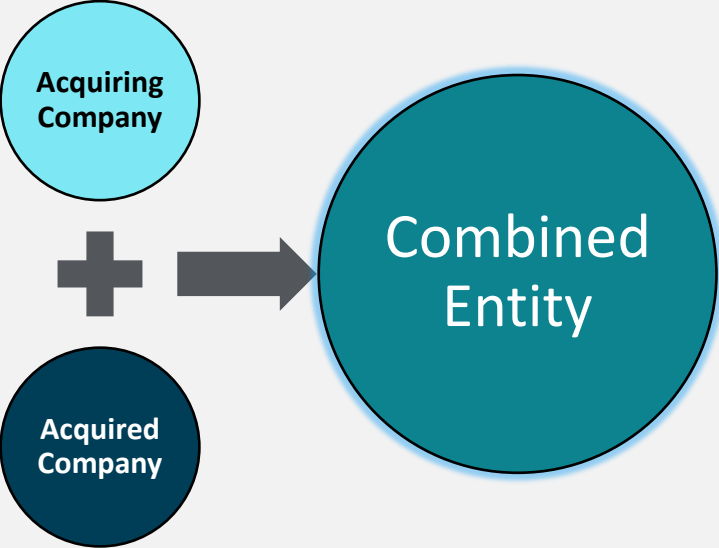 Acquiring
Company
Combined
Entity
Acquired
Company